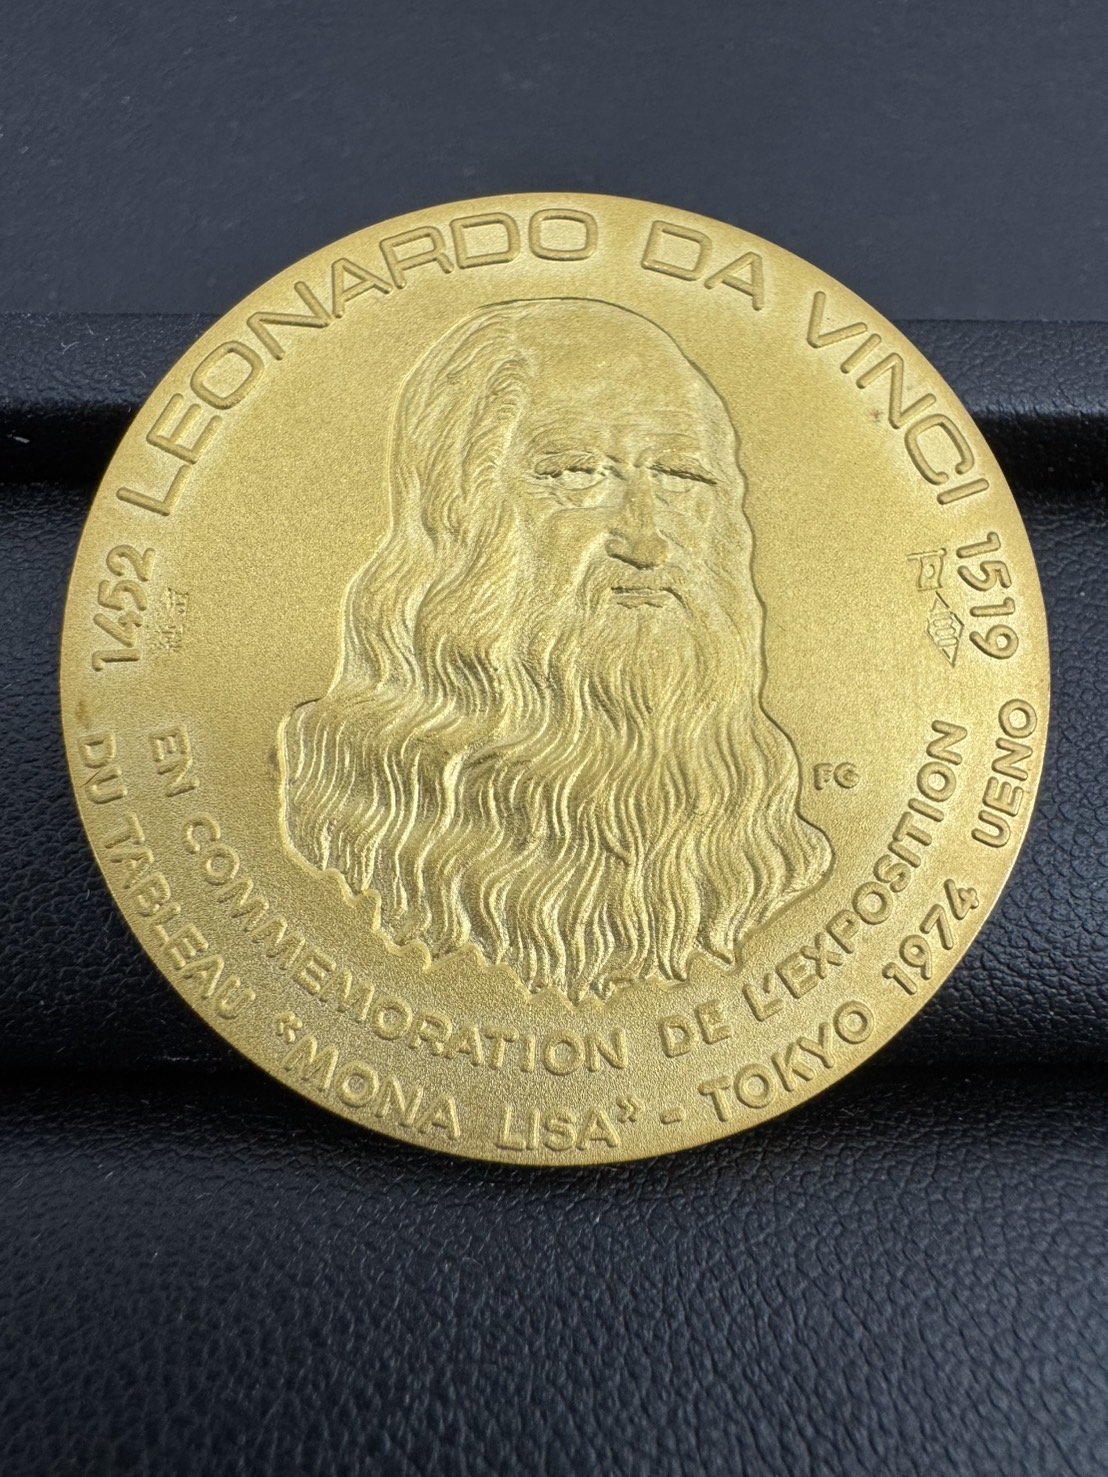 1452 LEONARDO DA VINCI 1519
EN COMMEMORATION DE L'EXPOSITION
DU TABLEAU «MONA LISA» - TOKYO 1974 UENO
FG